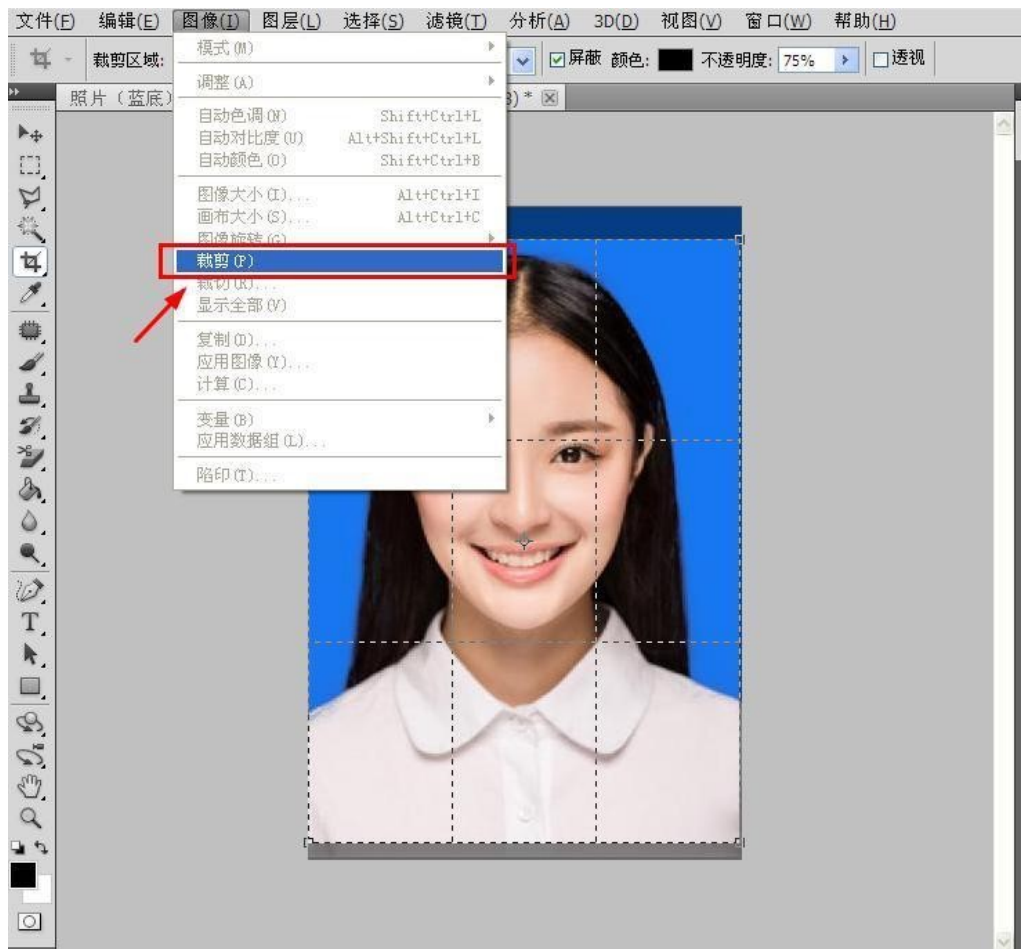 文件(F) 编辑(E) 图像(I) 图层(L) 选择(S) 滤镜(T) 分析(A) 3D(D) 视图(V) 窗口(W) 帮助(H)
裁剪区域: 屏蔽 颜色: 不透明度: 75% 透视
照片（蓝底） 3) *
模式(M)
调整(A)
自动色调(N) Shift+Ctrl+L
自动对比度(U) Alt+Shift+Ctrl+L
自动颜色(O) Shift+Ctrl+B
图像大小(I)... Alt+Ctrl+I
画布大小(S)... Alt+Ctrl+C
图像旋转(G)
裁剪(P)
裁切(R)...
显示全部(V)
复制(D)...
应用图像(Y)...
计算(C)...
变量(B)
应用数据组(L)...
陷印(T)...